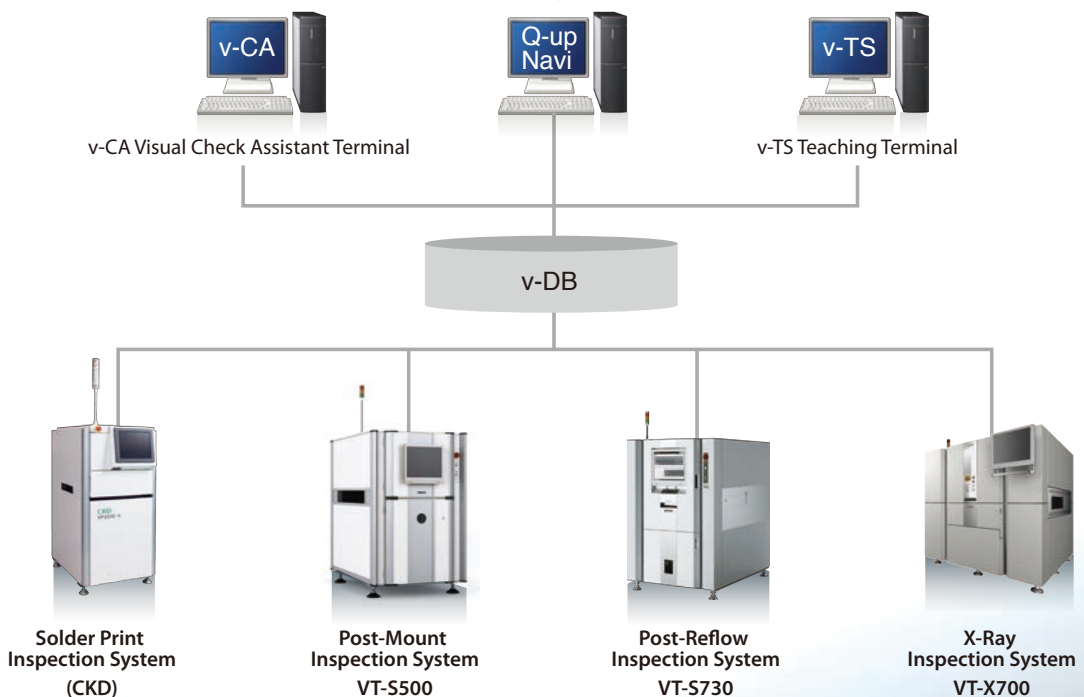 v-CA
Q-up
Navi
v-TS
v-CA Visual Check Assistant Terminal
v-TS Teaching Terminal
v-DB
CKD
Solder Print
Inspection System
(CKD)
Post-Mount
Inspection System
VT-S500
Post-Reflow
Inspection System
VT-S730
X-Ray
Inspection System
VT-X700